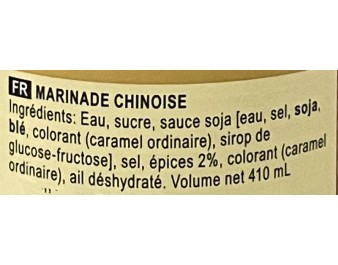 FR MARINADE CHINOISE
Ingrédients: Eau, sucre, sauce soja [eau, sel, soja,
blé, colorant (caramel ordinaire), sirop de
glucose-fructose], sel, épices 2%, colorant (caramel
ordinaire), ail déshydraté. Volume net 410 mL